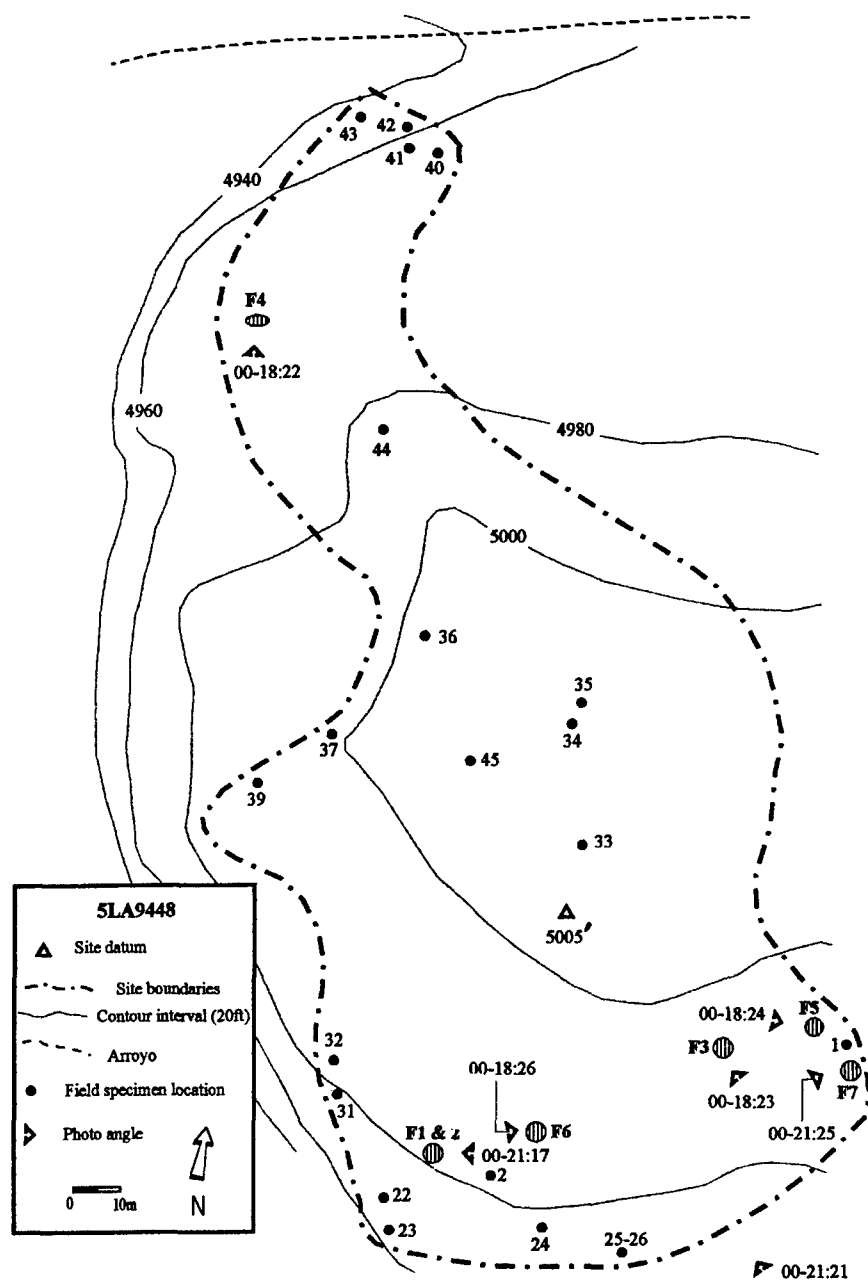 43
42
41
40
4940
F4
00-18:22
4960
44
4980
5000
36
35
34
37
45
39
33
5005'
5LA9448
Site datum
Site boundaries
Contour interval (20ft)
Arroyo
Field specimen location
Photo angle
0 10m
N
00-18:24
F5
F3
1
F7
00-18:23
00-21:25
32
31
00-18:26
F1 & 2
F6
00-21:17
2
22
23
24
25-26
00-21:21